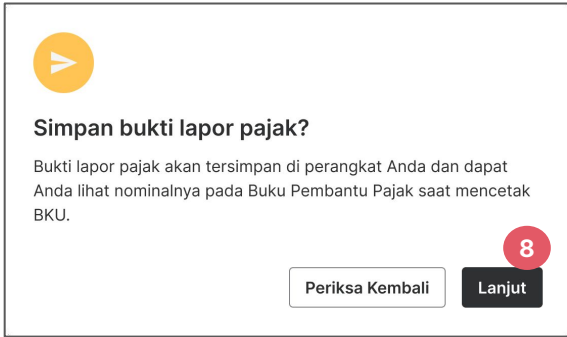 Simpan bukti lapor pajak?
Bukti lapor pajak akan tersimpan di perangkat Anda dan dapat
Anda lihat nominalnya pada Buku Pembantu Pajak saat mencetak
BKU.
8
Periksa Kembali
Lanjut